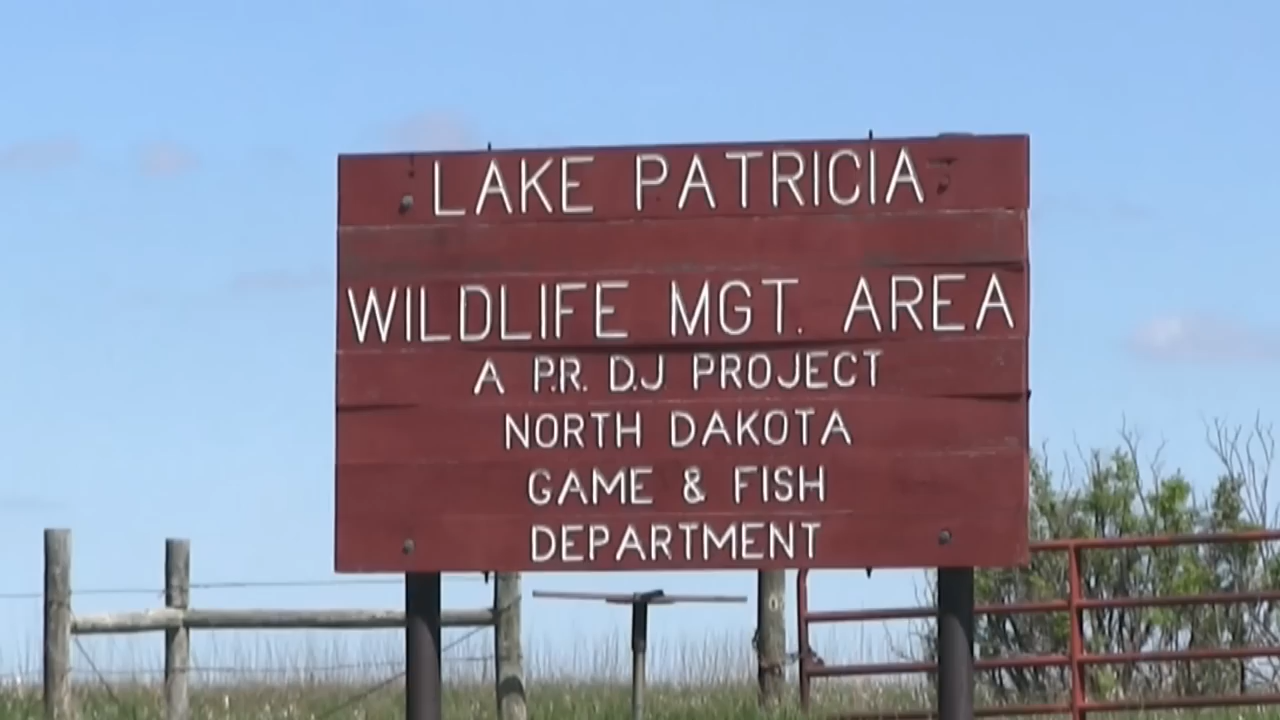 LAKE PATRICIA
WILDLIFE MGT. AREA
A P.R. D.J PROJECT
NORTH DAKOTA
GAME & FISH
DEPARTMENT